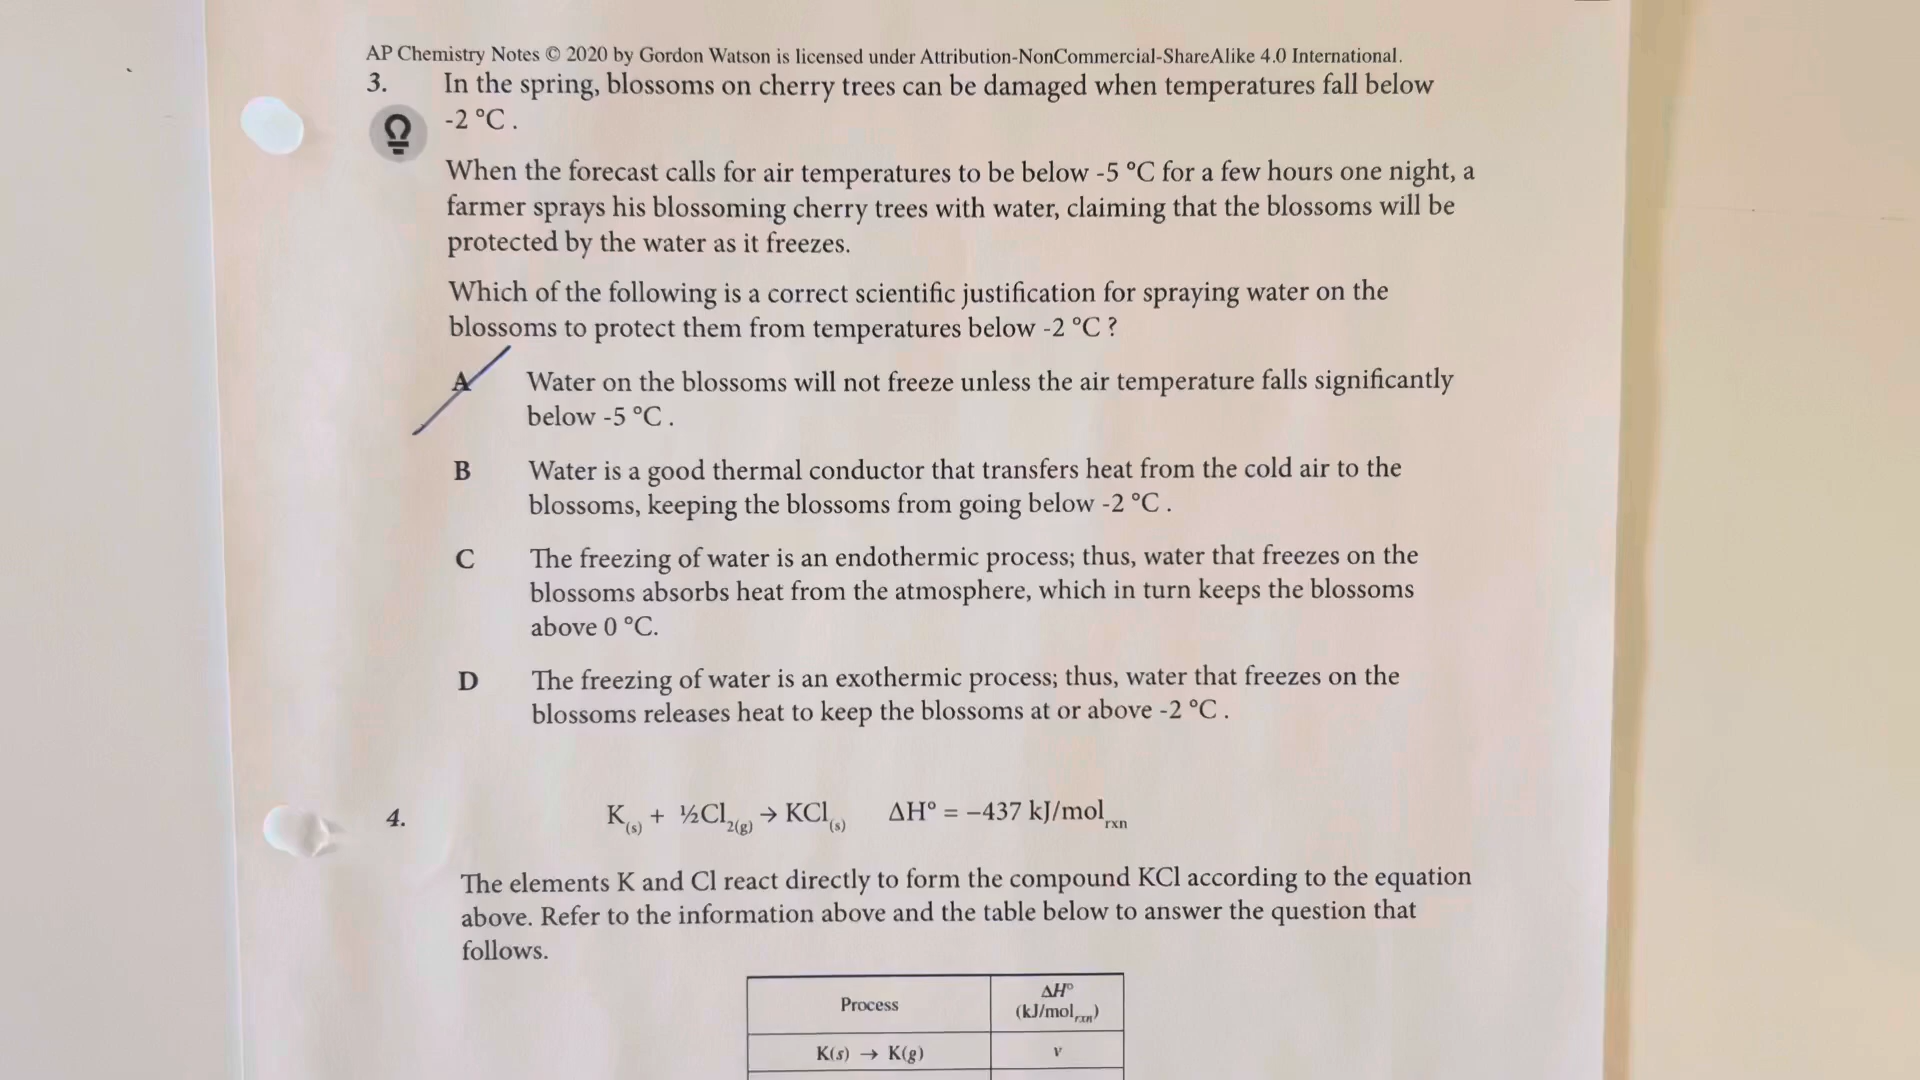 AP Chemistry Notes © 2020 by Gordon Watson is licensed under Attribution-NonCommercial-ShareAlike 4.0 International.
3. In the spring, blossoms on cherry trees can be damaged when temperatures fall below
-2 °C .
When the forecast calls for air temperatures to be below -5 °C for a few hours one night, a
farmer sprays his blossoming cherry trees with water, claiming that the blossoms will be
protected by the water as it freezes.
Which of the following is a correct scientific justification for spraying water on the
blossoms to protect them from temperatures below -2 °C ?
A Water on the blossoms will not freeze unless the air temperature falls significantly
below -5 °C .
B Water is a good thermal conductor that transfers heat from the cold air to the
blossoms, keeping the blossoms from going below -2 °C .
C The freezing of water is an endothermic process; thus, water that freezes on the
blossoms absorbs heat from the atmosphere, which in turn keeps the blossoms
above 0 °C.
D The freezing of water is an exothermic process; thus, water that freezes on the
blossoms releases heat to keep the blossoms at or above -2 °C .
4. K(s) + ½Cl2(g) → KCl(s) ΔH° = −437 kJ/molrxn
The elements K and Cl react directly to form the compound KCl according to the equation
above. Refer to the information above and the table below to answer the question that
follows.
Process ΔH°
(kJ/molrxn)
K(s) → K(g) v